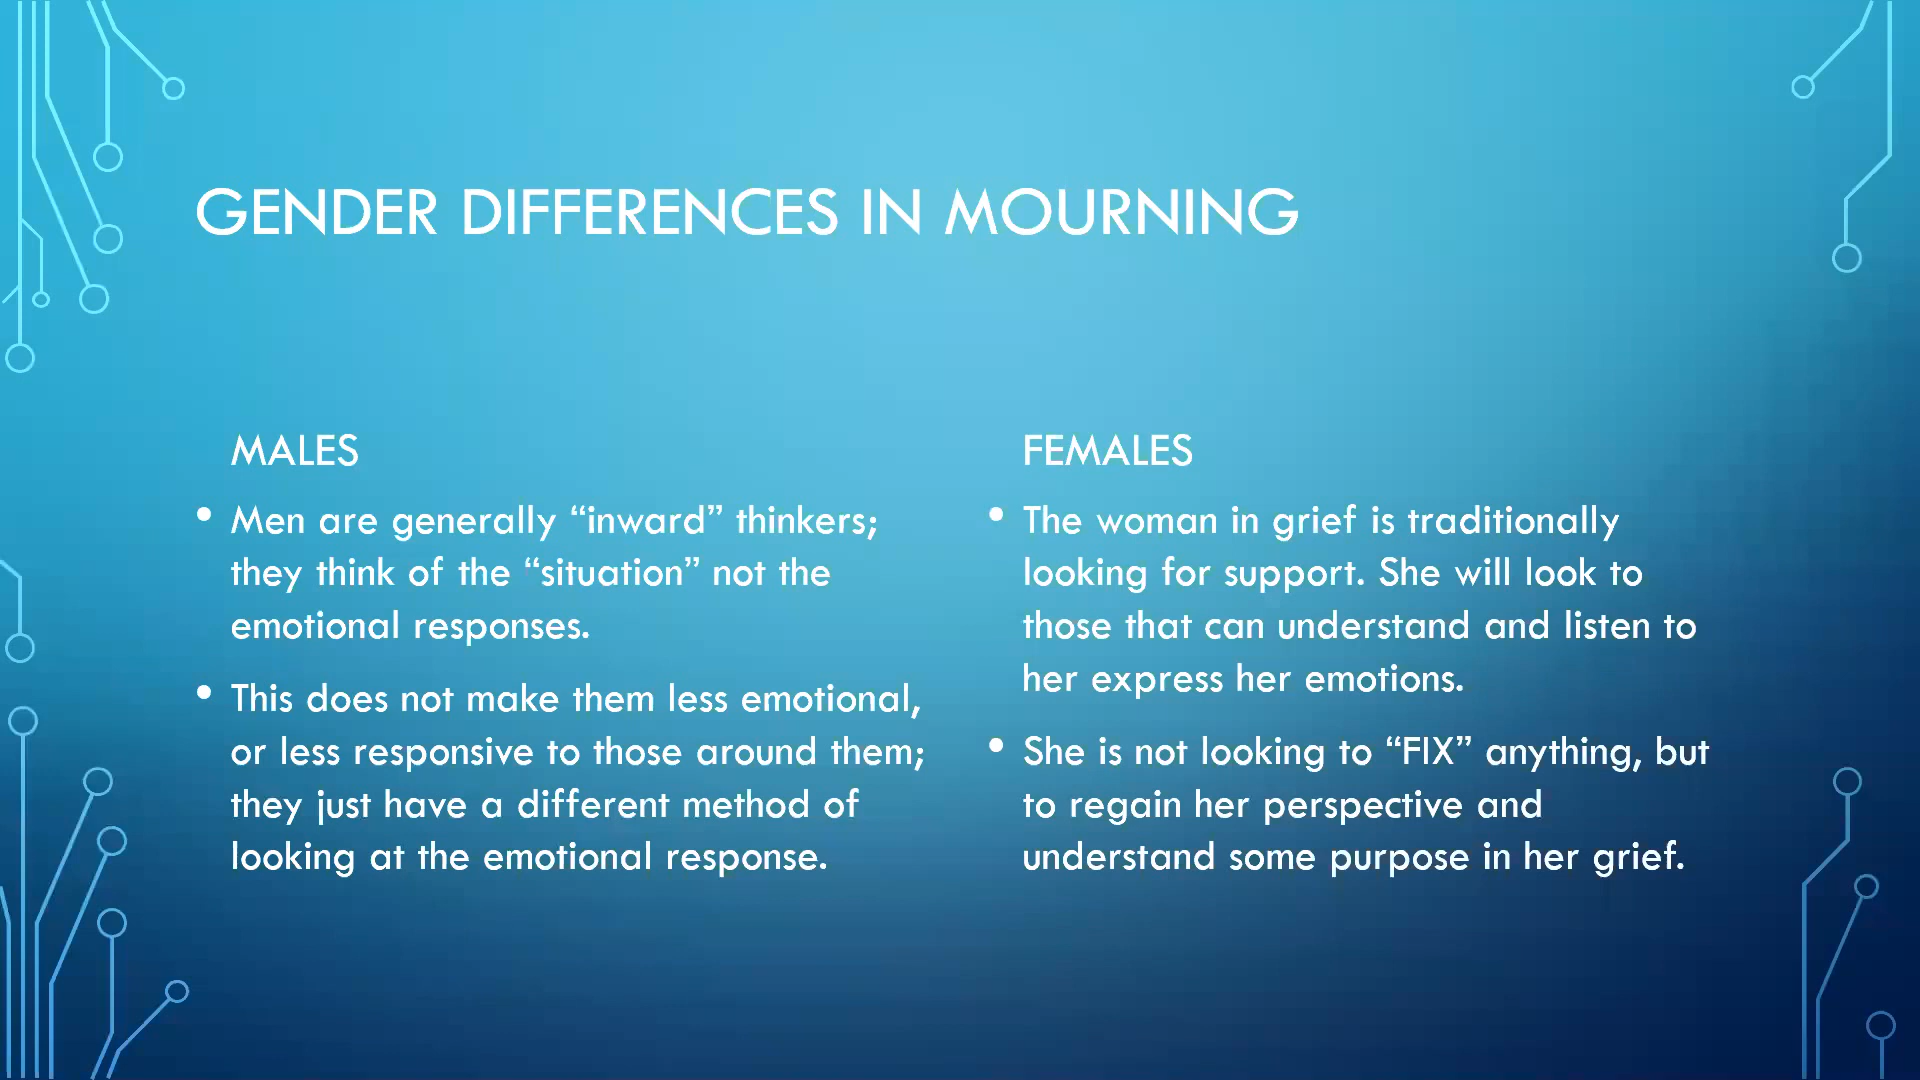 GENDER DIFFERENCES IN MOURNING
MALES
• Men are generally “inward” thinkers;
they think of the “situation” not the
emotional responses.
• This does not make them less emotional,
or less responsive to those around them;
they just have a different method of
looking at the emotional response.
FEMALES
• The woman in grief is traditionally
looking for support. She will look to
those that can understand and listen to
her express her emotions.
• She is not looking to “FIX” anything, but
to regain her perspective and
understand some purpose in her grief.